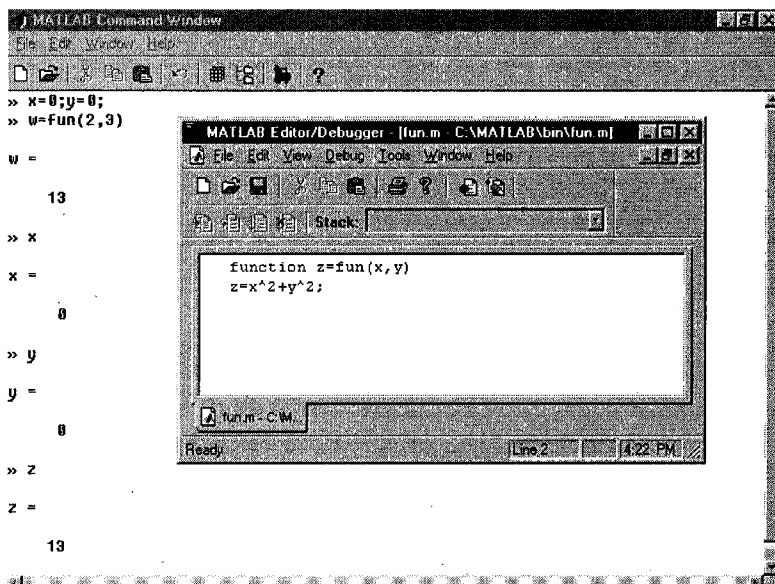 MATLAB Command Window
File Edit Window Help
» x=0;y=0;
» w=fun(2,3)
w =
13
» x
x =
0
» y
y =
0
» z
z =
13
MATLAB Editor/Debugger - [fun.m - C:\MATLAB\bin\fun.m]
File Edit View Debug Tools Window Help
Stack:
function z=fun(x,y)
z=x^2+y^2;
fun.m - C:\M...
Ready
Line 2
4:22 PM